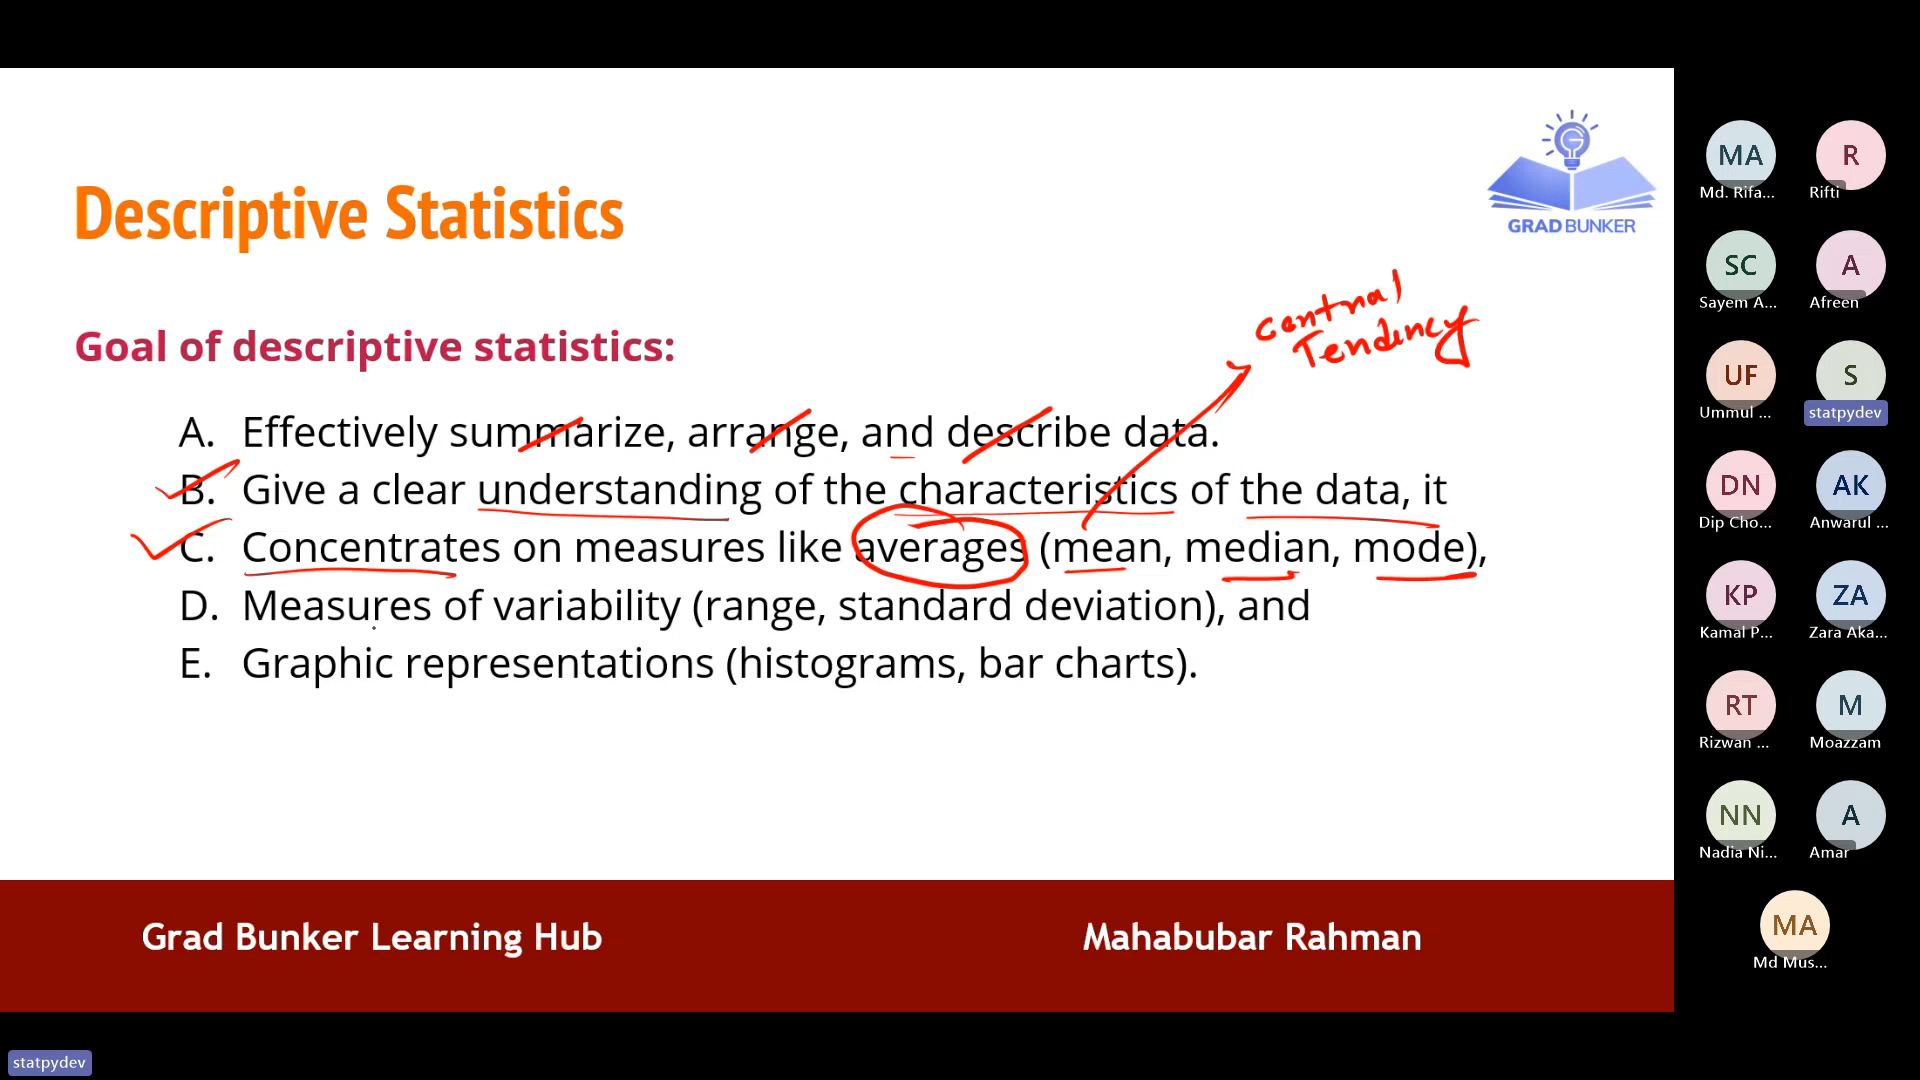 Descriptive Statistics
GRAD BUNKER
central
Tendency
Goal of descriptive statistics:
A. Effectively summarize, arrange, and describe data.
B. Give a clear understanding of the characteristics of the data, it
C. Concentrates on measures like averages (mean, median, mode),
D. Measures of variability (range, standard deviation), and
E. Graphic representations (histograms, bar charts).
Grad Bunker Learning Hub
Mahabubar Rahman
statpydev
MA
Md. Rifa...
R
Rifti
SC
Sayem A...
A
Afreen
UF
Ummul ...
S
statpydev
DN
Dip Cho...
AK
Anwarul ...
KP
Kamal P...
ZA
Zara Aka...
RT
Rizwan ...
M
Moazzam
NN
Nadia Ni...
A
Amar
MA
Md Mus...